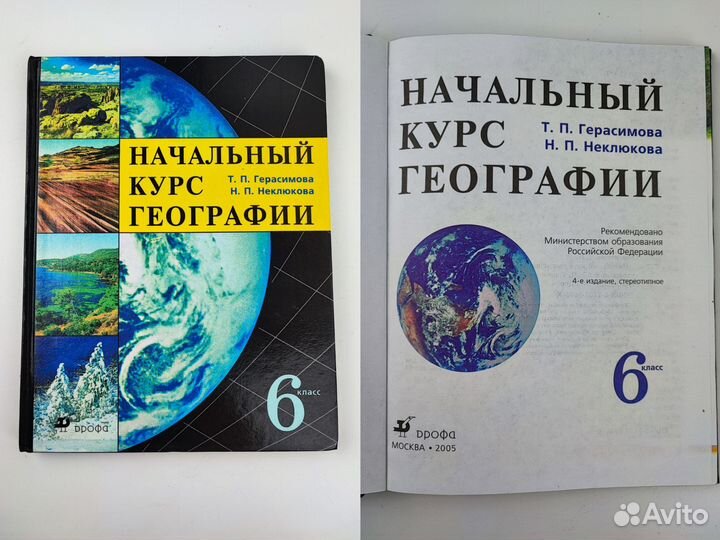 НАЧАЛЬНЫЙ
КУРС
Т. П. Герасимова
Н. П. Неклюкова
ГЕОГРАФИИ
6 класс
Дрофа
НАЧАЛЬНЫЙ
КУРС
Т. П. Герасимова
Н. П. Неклюкова
ГЕОГРАФИИ
Рекомендовано
Министерством образования
Российской Федерации
4-е издание, стереотипное
6 класс
Дрофа
МОСКВА • 2005
Avito